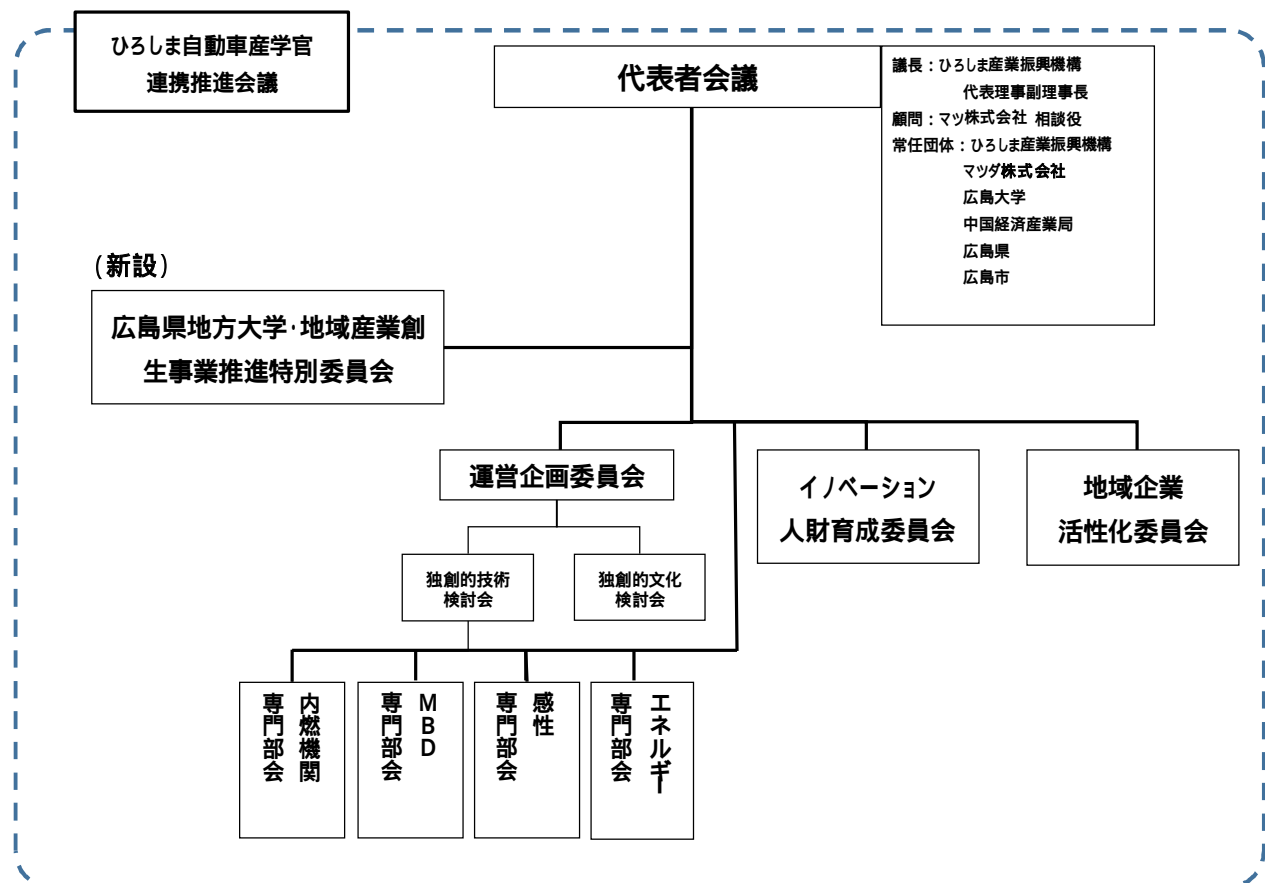 ひろしま自動車産学官
連携推進会議
代表者会議
議長：ひろしま産業振興機構
代表理事副理事長
顧問：マツ株式会社 相談役
常任団体：ひろしま産業振興機構
マツダ株式会社
広島大学
中国経済産業局
広島県
広島市
(新設)
広島県地方大学･地域産業創
生事業推進特別委員会
運営企画委員会
イノベーション
人財育成委員会
地域企業
活性化委員会
独創的技術
検討会
独創的文化
検討会
内燃機関
専門部会
MBD
専門部会
感性
専門部会
エネルギー
専門部会